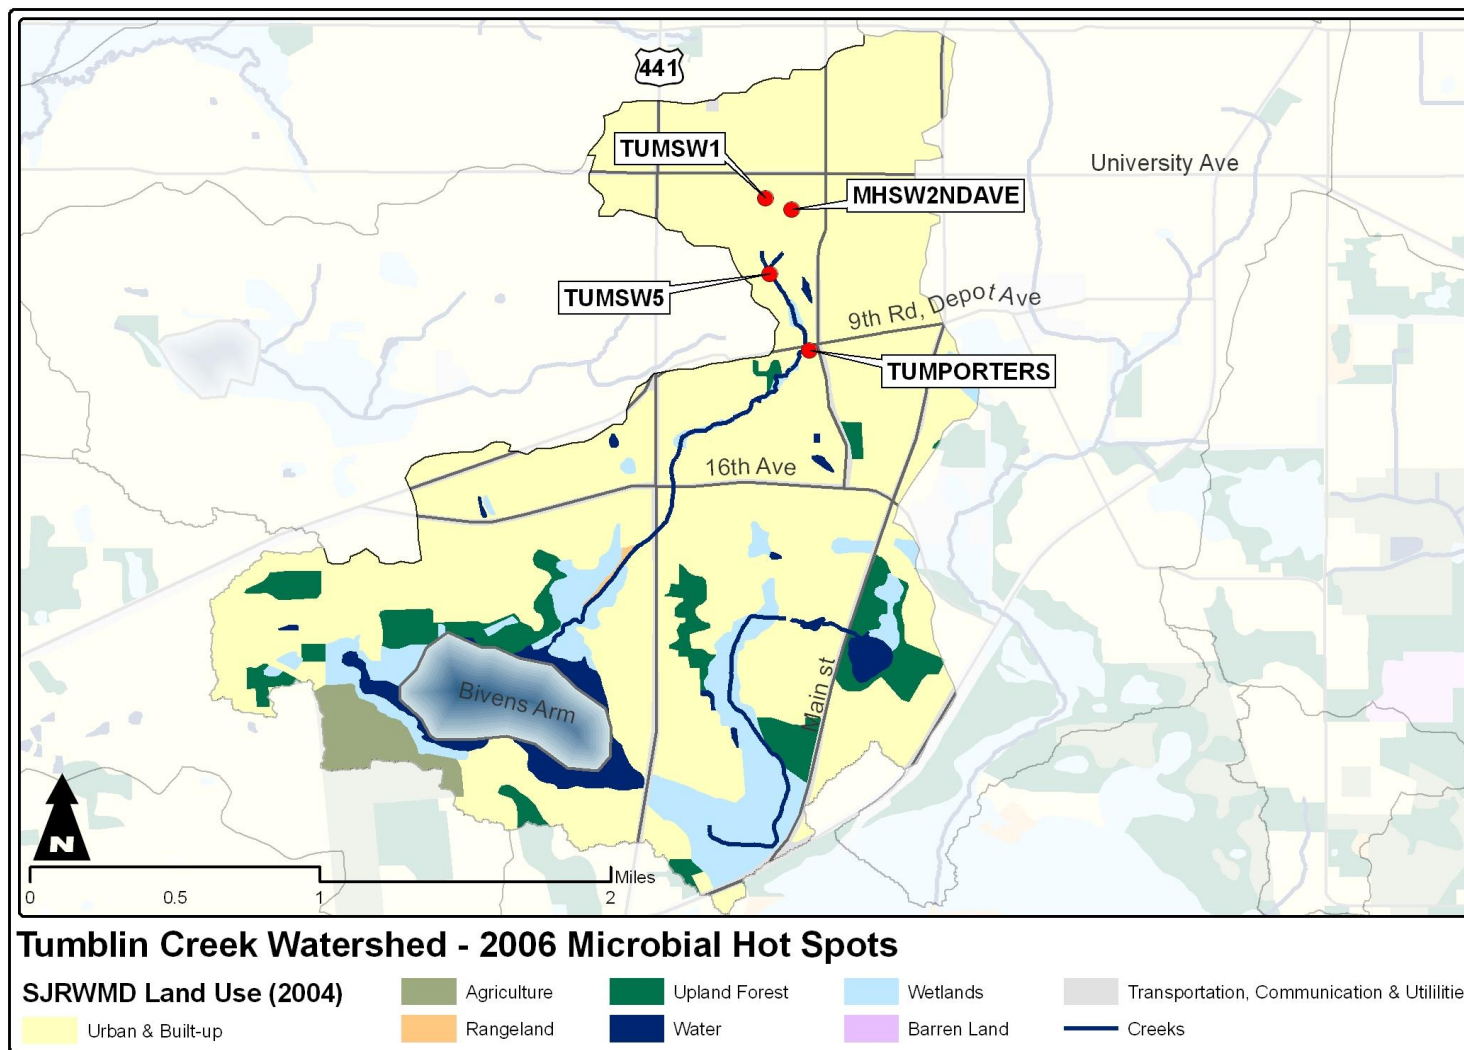 441
TUMSW1
University Ave
MHSW2NDAVE
TUMSW5
9th Rd, Depot Ave
TUMPORTERS
16th Ave
Main st
Bivens Arm
N
Miles
0 0.5 1 2
Tumblin Creek Watershed - 2006 Microbial Hot Spots
SJRWMD Land Use (2004)
Urban & Built-up
Agriculture
Rangeland
Upland Forest
Water
Wetlands
Barren Land
Transportation, Communication & Utililitie
Creeks